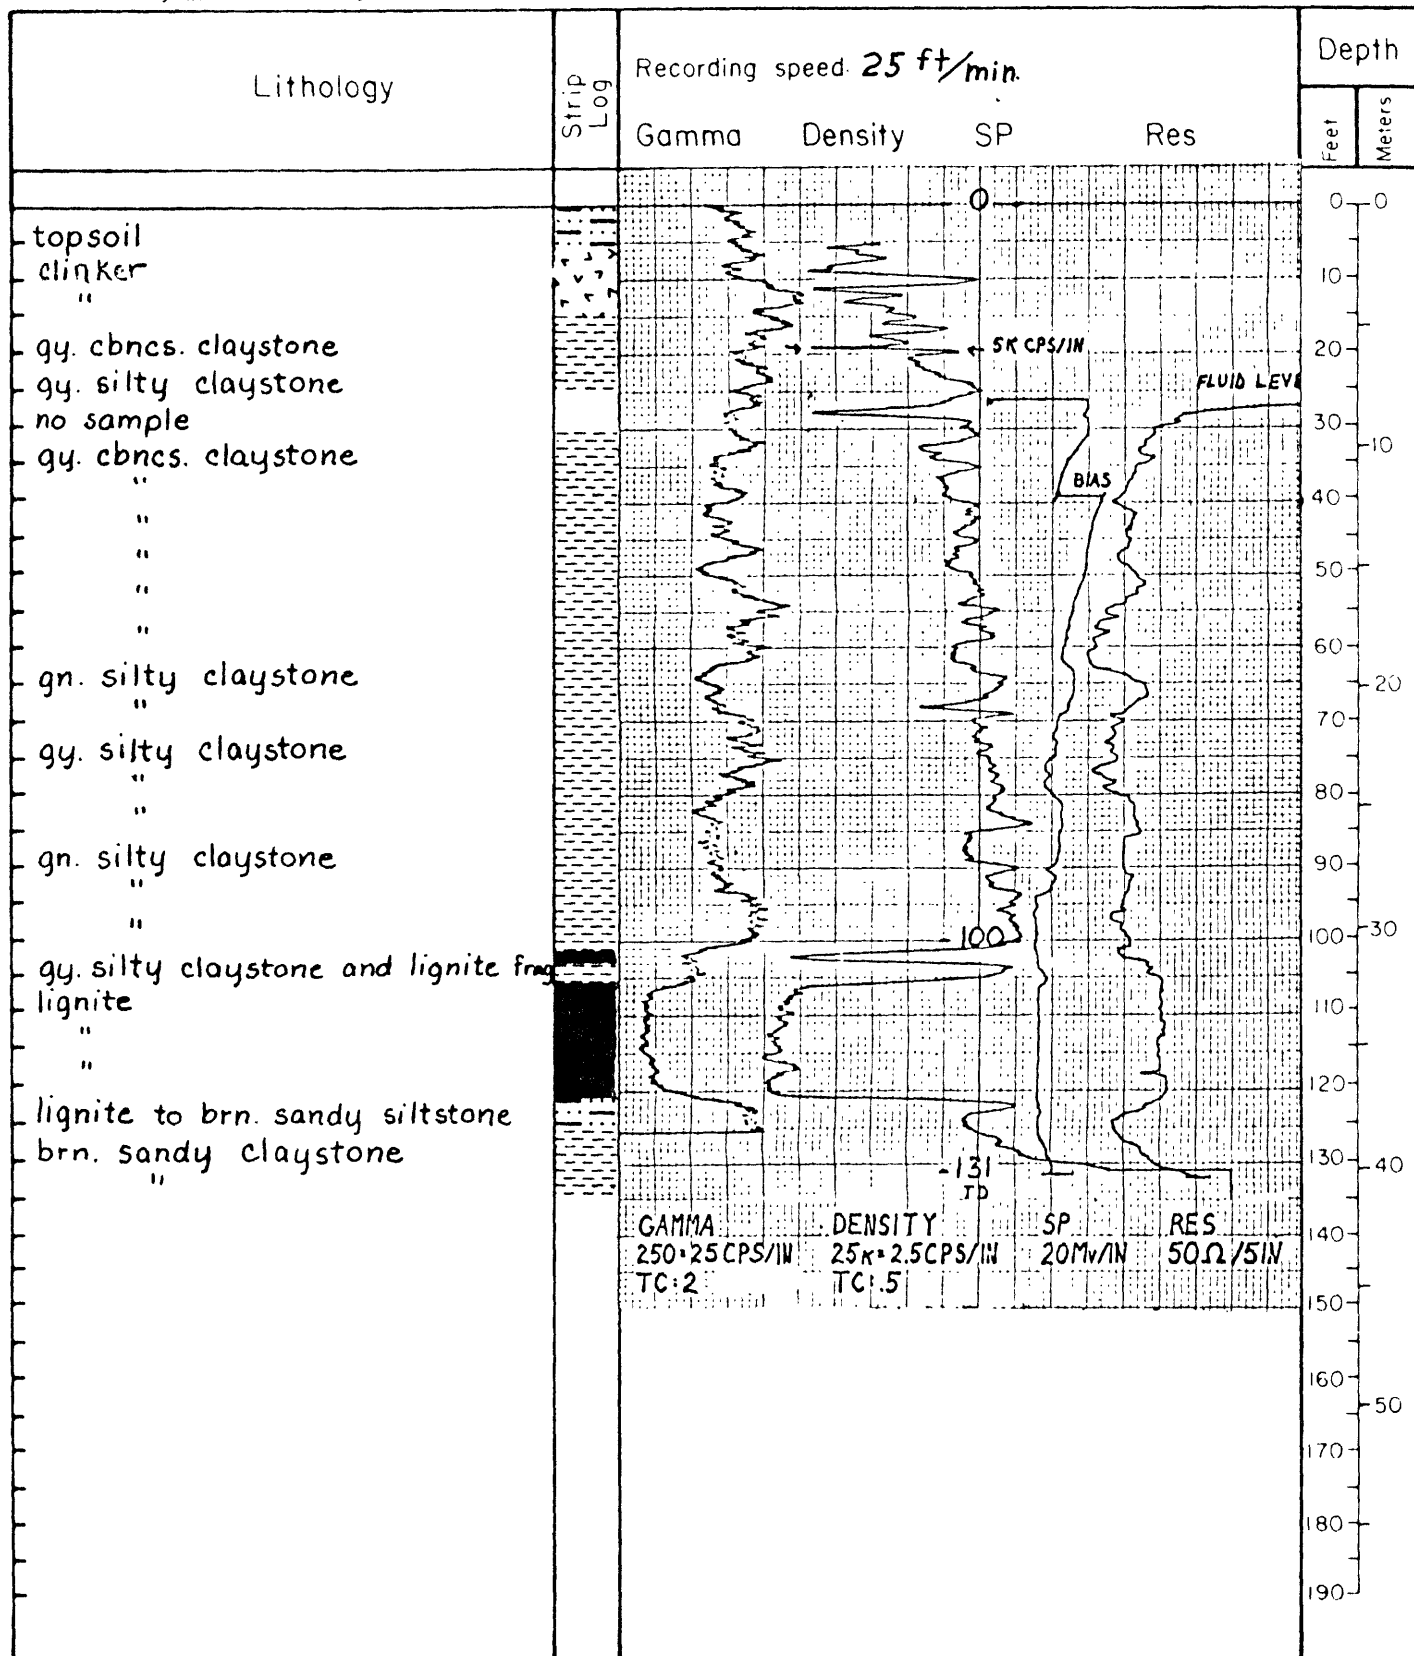 Lithology
Strip Log
Recording speed. 25 ft/min.
Gamma Density SP Res
Depth
Feet
Meters
topsoil
clinker
"
gy. cbncs. claystone
gy. silty claystone
no sample
gy. cbncs. claystone
"
"
"
"
"
gn. silty claystone
"
gy. silty claystone
"
"
gn. silty claystone
"
"
gy. silty claystone and lignite frag
lignite
"
"
lignite to brn. sandy siltstone
brn. sandy claystone
"
0
5K CPS/IN
FLUID LEVE
BIAS
100
-131
TD
GAMMA
250=25 CPS/IN
TC:2
DENSITY
25K=2.5CPS/IN
TC:.5
SP
20Mv/IN
RES
50Ω/5IN
0
10
20
30
40
50
60
70
80
90
100
110
120
130
140
150
160
170
180
190
0
10
20
30
40
50